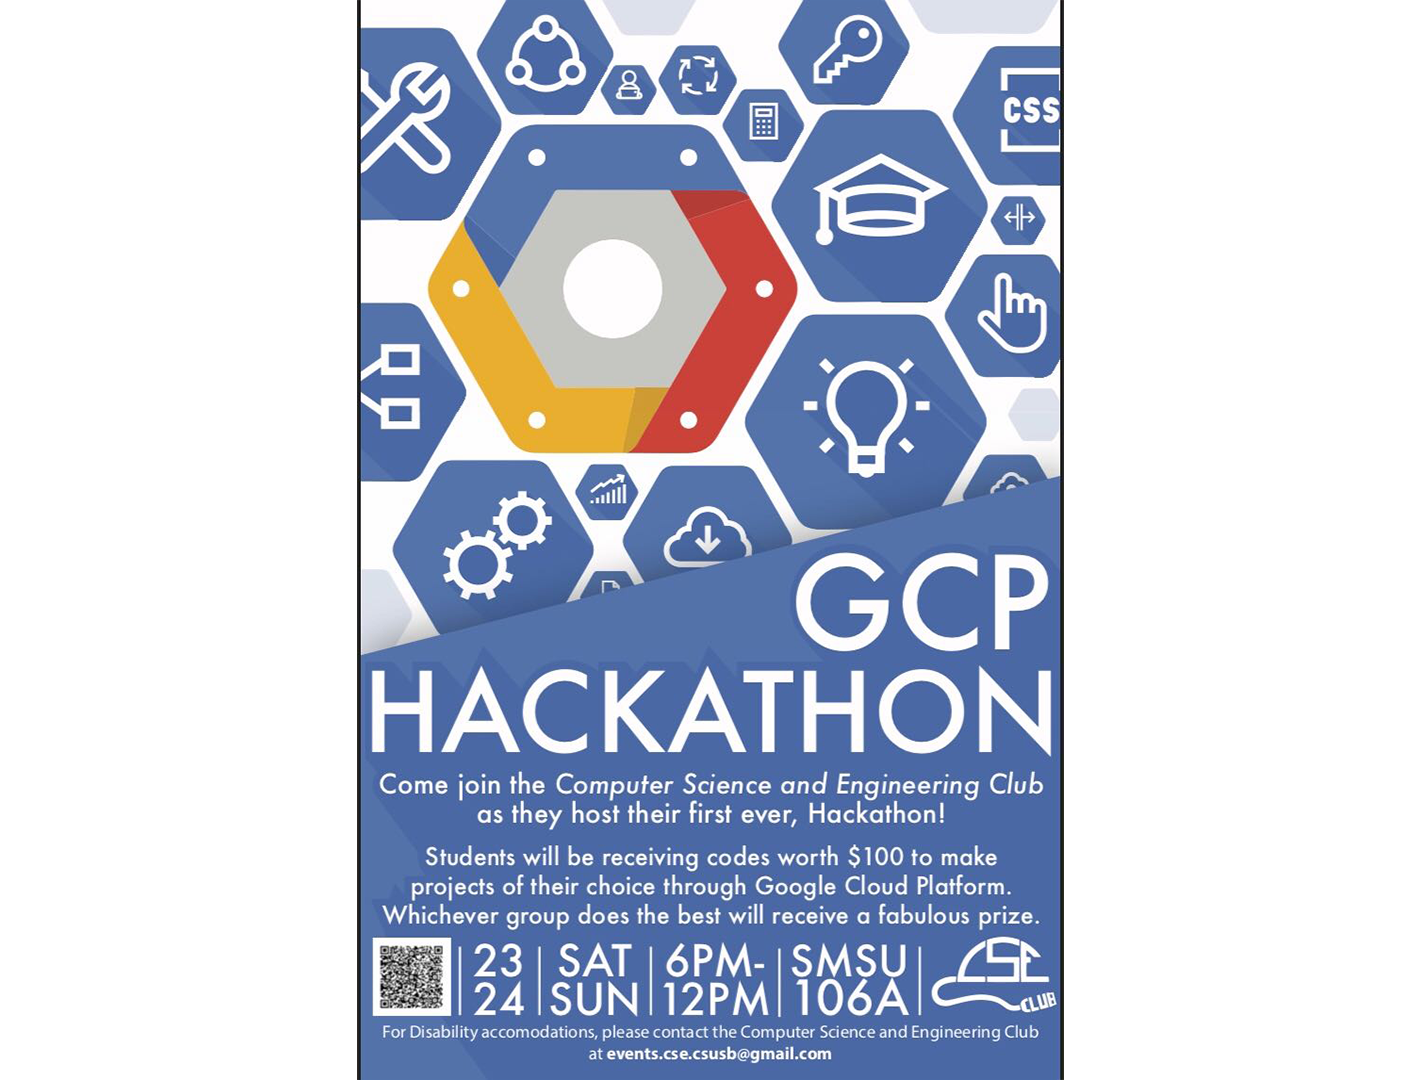 CSS
GCP
HACKATHON
Come join the Computer Science and Engineering Club
as they host their first ever, Hackathon!
Students will be receiving codes worth $100 to make
projects of their choice through Google Cloud Platform.
Whichever group does the best will receive a fabulous prize.
23
24
SAT
SUN
6PM-
12PM
SMSU
106A
CSE
CLUB
For Disability accomodations, please contact the Computer Science and Engineering Club
at events.cse.csusb@gmail.com